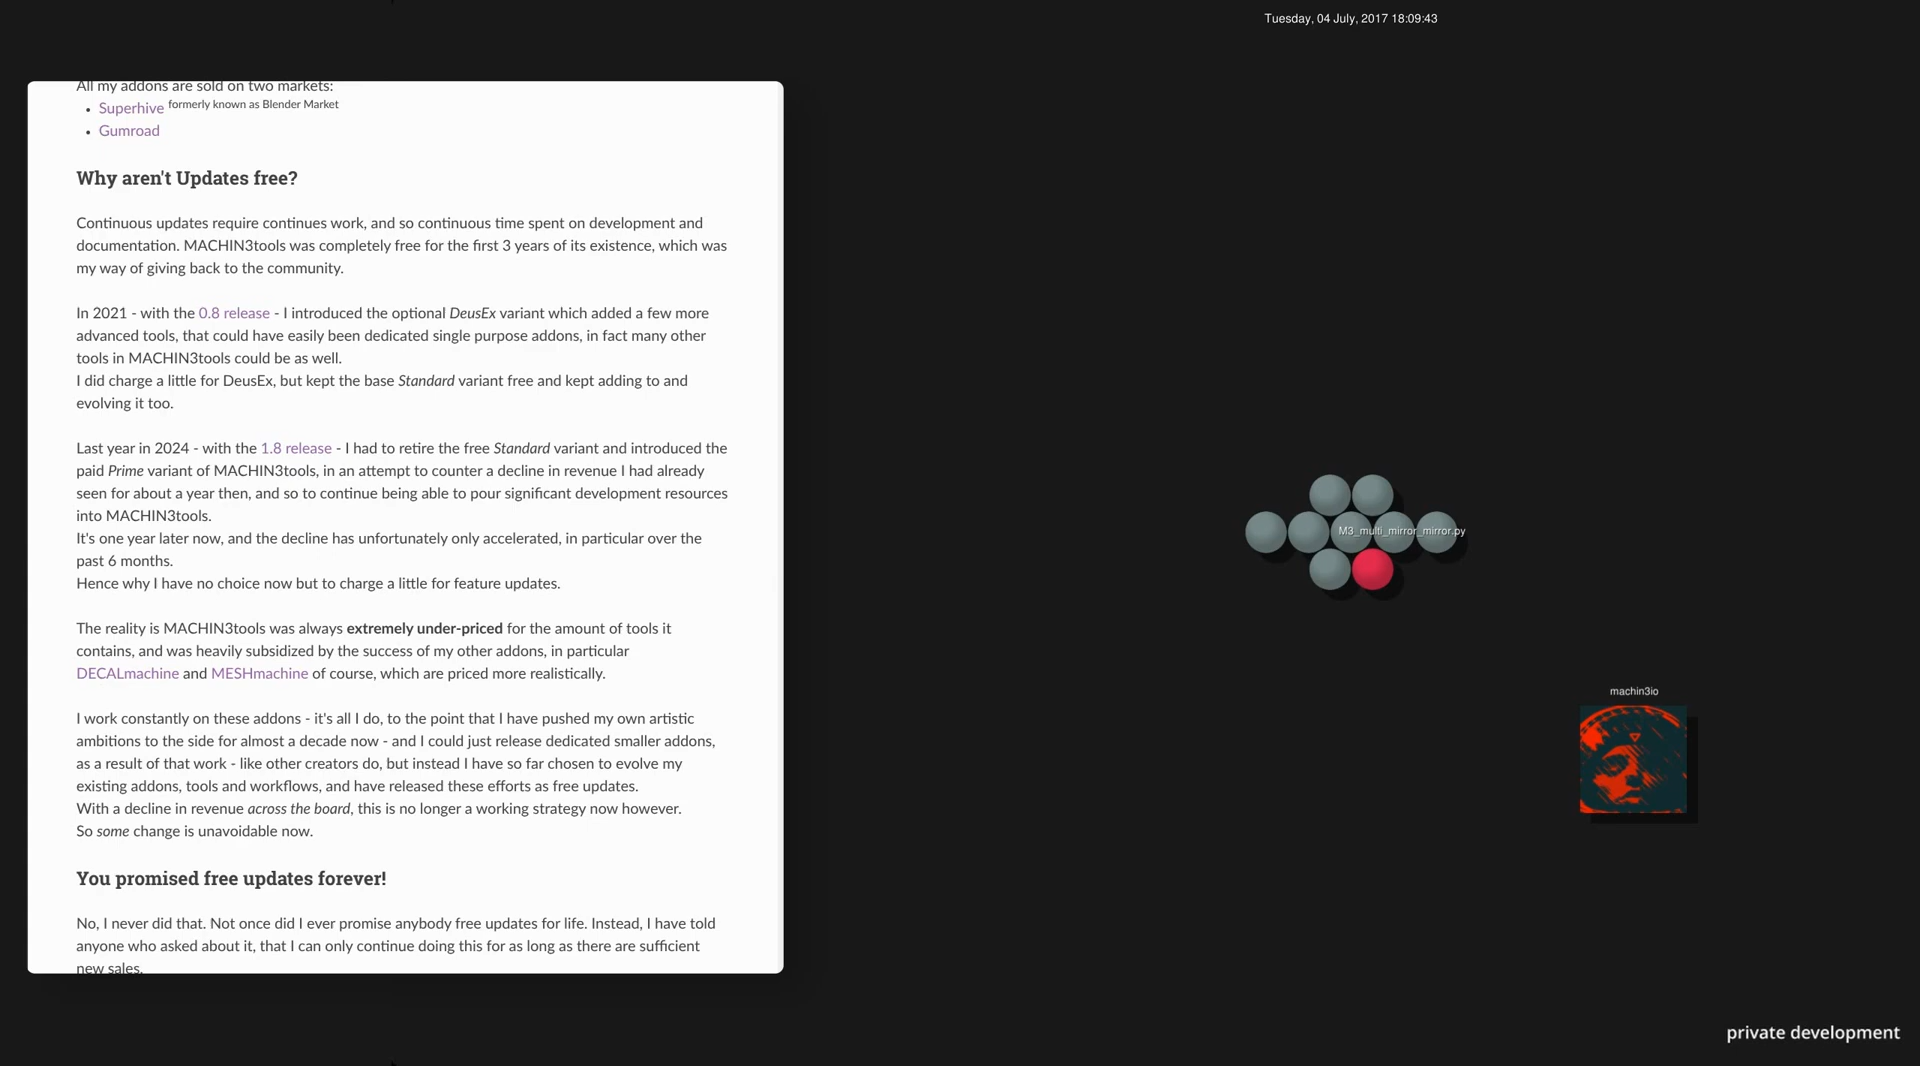 Tuesday, 04 July, 2017 18:09:43
All my addons are sold on two markets:
• Superhive formerly known as Blender Market
• Gumroad
Why aren't Updates free?
Continuous updates require continues work, and so continuous time spent on development and
documentation. MACHIN3tools was completely free for the first 3 years of its existence, which was
my way of giving back to the community.
In 2021 - with the 0.8 release - I introduced the optional DeusEx variant which added a few more
advanced tools, that could have easily been dedicated single purpose addons, in fact many other
tools in MACHIN3tools could be as well.
I did charge a little for DeusEx, but kept the base Standard variant free and kept adding to and
evolving it too.
Last year in 2024 - with the 1.8 release - I had to retire the free Standard variant and introduced the
paid Prime variant of MACHIN3tools, in an attempt to counter a decline in revenue I had already
seen for about a year then, and so to continue being able to pour significant development resources
into MACHIN3tools.
It's one year later now, and the decline has unfortunately only accelerated, in particular over the
past 6 months.
Hence why I have no choice now but to charge a little for feature updates.
The reality is MACHIN3tools was always extremely under-priced for the amount of tools it
contains, and was heavily subsidized by the success of my other addons, in particular
DECALmachine and MESHmachine of course, which are priced more realistically.
I work constantly on these addons - it's all I do, to the point that I have pushed my own artistic
ambitions to the side for almost a decade now - and I could just release dedicated smaller addons,
as a result of that work - like other creators do, but instead I have so far chosen to evolve my
existing addons, tools and workflows, and have released these efforts as free updates.
With a decline in revenue across the board, this is no longer a working strategy now however.
So some change is unavoidable now.
You promised free updates forever!
No, I never did that. Not once did I ever promise anybody free updates for life. Instead, I have told
anyone who asked about it, that I can only continue doing this for as long as there are sufficient
new sales.
M3_multi_mirror_mirror.py
machin3io
private development